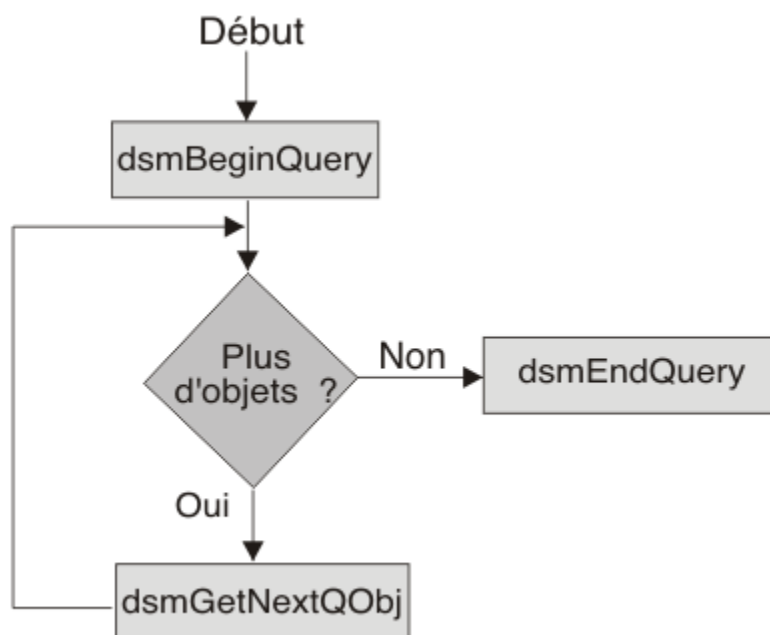 Début
dsmBeginQuery
Plus
d'objets ?
Non
dsmEndQuery
Oui
dsmGetNextQObj